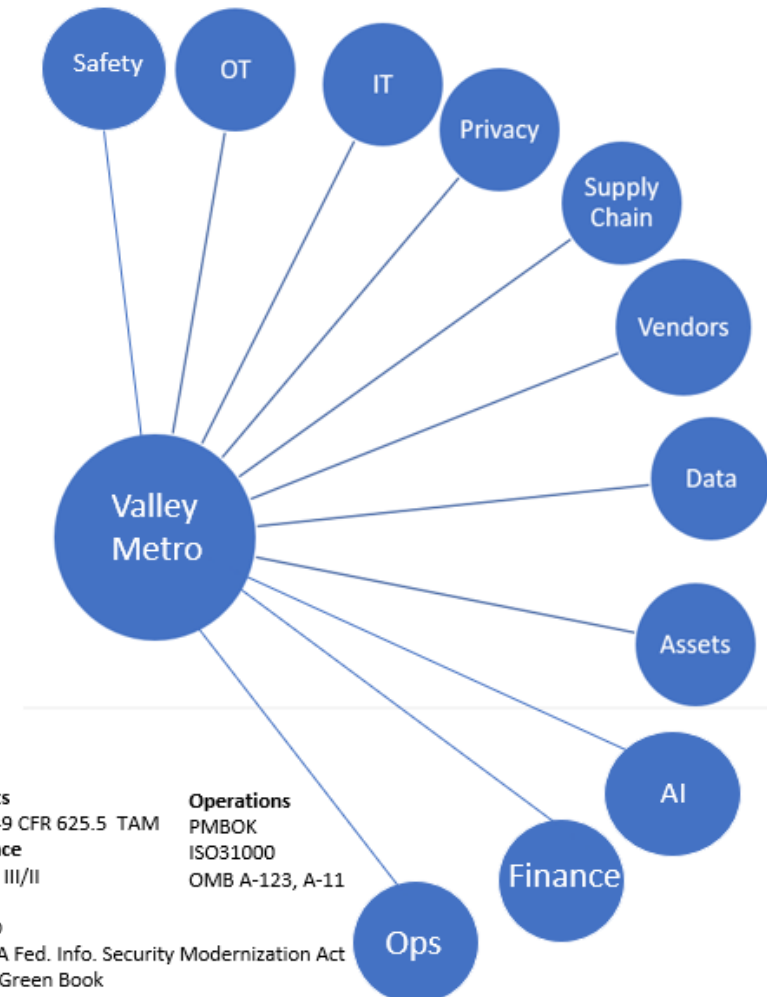 Safety
OT
IT
Privacy
Supply
Chain
Vendors
Valley
Metro
Data
Assets
AI
Finance
Ops
9 CFR 625.5 TAM
III/II
Operations
PMBOK
ISO31000
OMB A-123, A-11
A Fed. Info. Security Modernization Act
Green Book